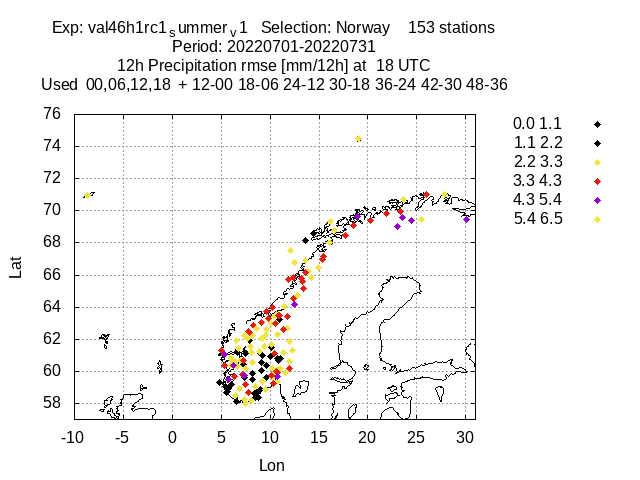 Exp: val46h1rc1summerv1 Selection: Norway 153 stations
Period: 20220701-20220731
12h Precipitation rmse [mm/12h] at 18 UTC
Used 00,06,12,18 + 12-00 18-06 24-12 30-18 36-24 42-30 48-36
76
74
72
70
68
66
64
62
60
58
Lat
-10 -5 0 5 10 15 20 25 30
Lon
0.0 1.1
1.1 2.2
2.2 3.3
3.3 4.3
4.3 5.4
5.4 6.5